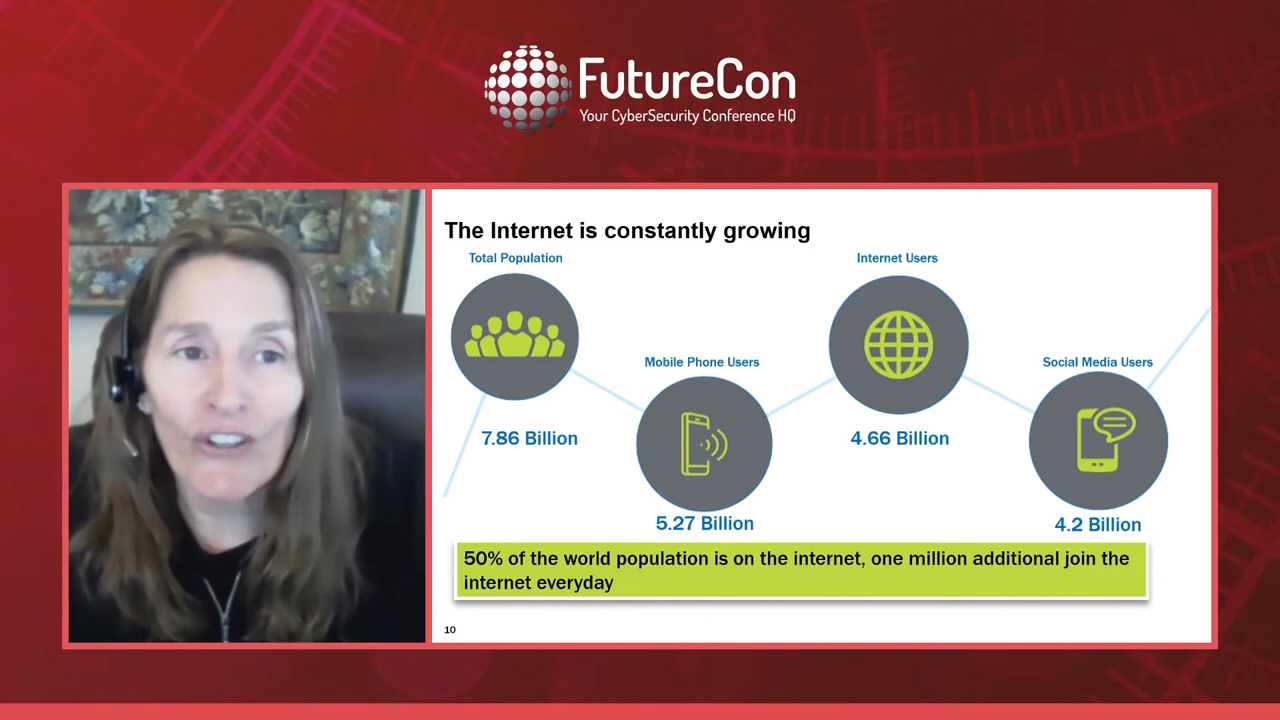 FutureCon
Your CyberSecurity Conference HQ
The Internet is constantly growing
Total Population
Internet Users
Mobile Phone Users
Social Media Users
7.86 Billion
4.66 Billion
5.27 Billion
4.2 Billion
50% of the world population is on the internet, one million additional join the
internet everyday
10